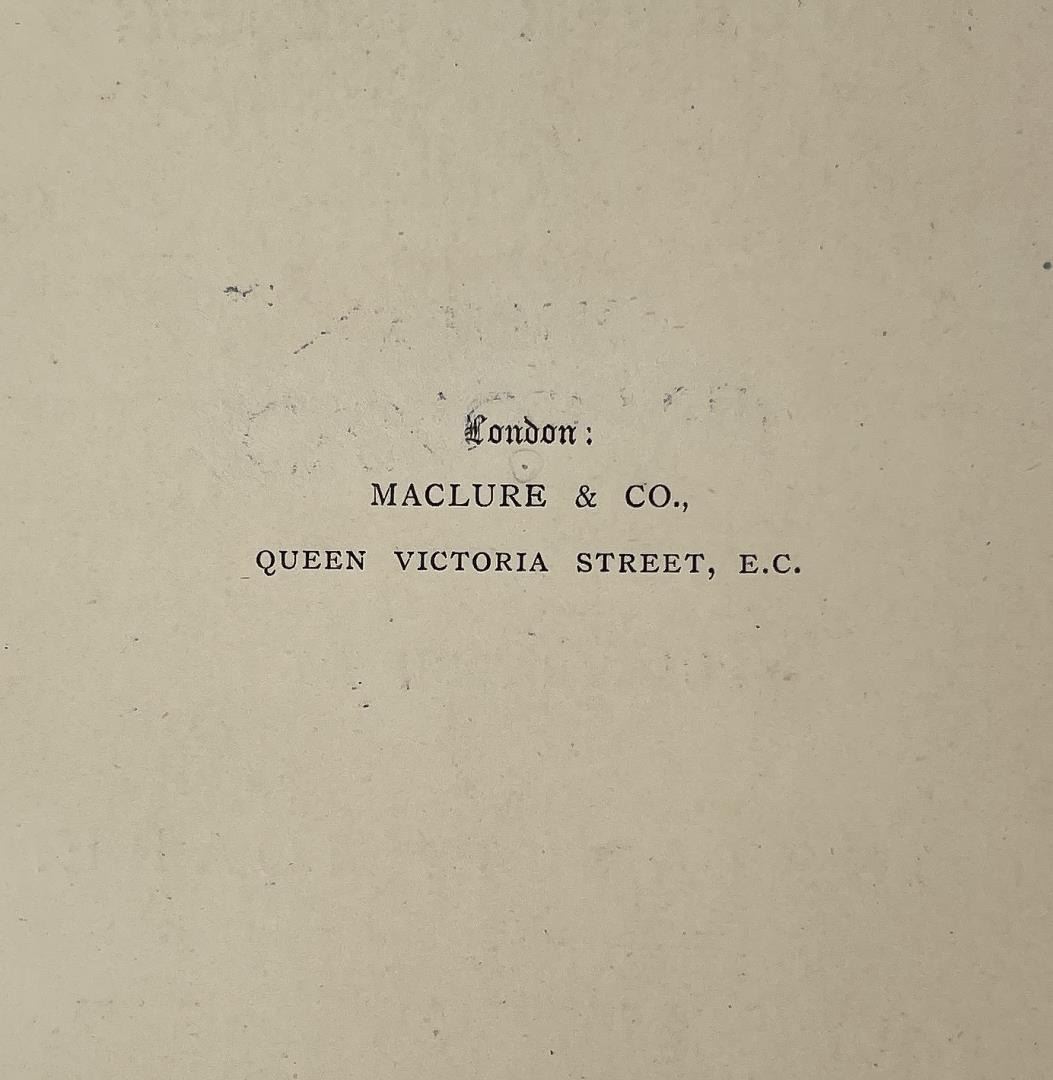 London:
MACLURE & CO.,
QUEEN VICTORIA STREET, E.C.